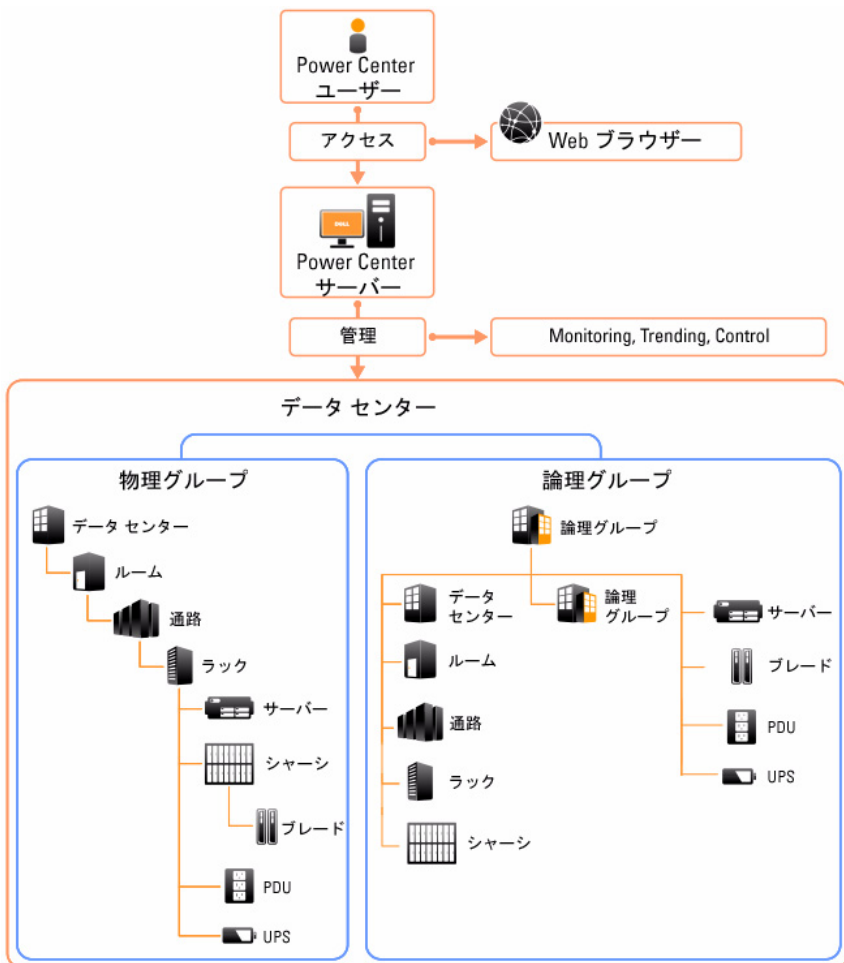 Power Center
ユーザー
アクセス
Web ブラウザー
DELL
Power Center
サーバー
管理
Monitoring, Trending, Control
データ センター
物理グループ
データ センター
ルーム
通路
ラック
サーバー
シャーシ
ブレード
PDU
UPS
論理グループ
論理グループ
データ
センター
論理
グループ
ルーム
通路
ラック
シャーシ
サーバー
ブレード
PDU
UPS